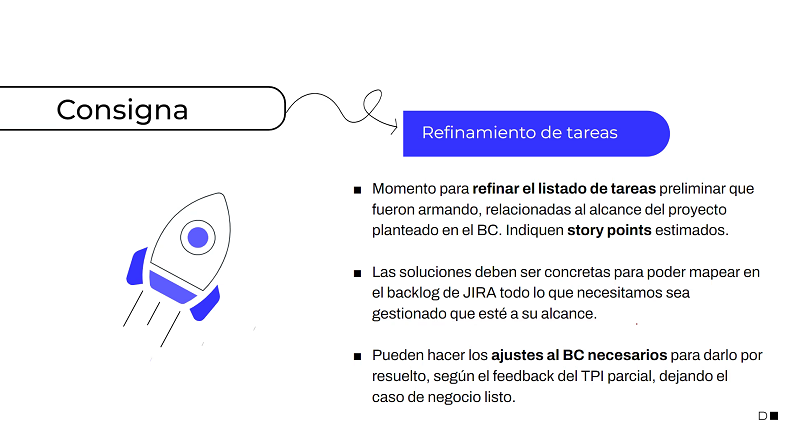 Consigna
Refinamiento de tareas
▪ Momento para refinar el listado de tareas preliminar que
fueron armando, relacionadas al alcance del proyecto
planteado en el BC. Indiquen story points estimados.
▪ Las soluciones deben ser concretas para poder mapear en
el backlog de JIRA todo lo que necesitamos sea
gestionado que esté a su alcance.
▪ Pueden hacer los ajustes al BC necesarios para darlo por
resuelto, según el feedback del TPI parcial, dejando el
caso de negocio listo.
D■